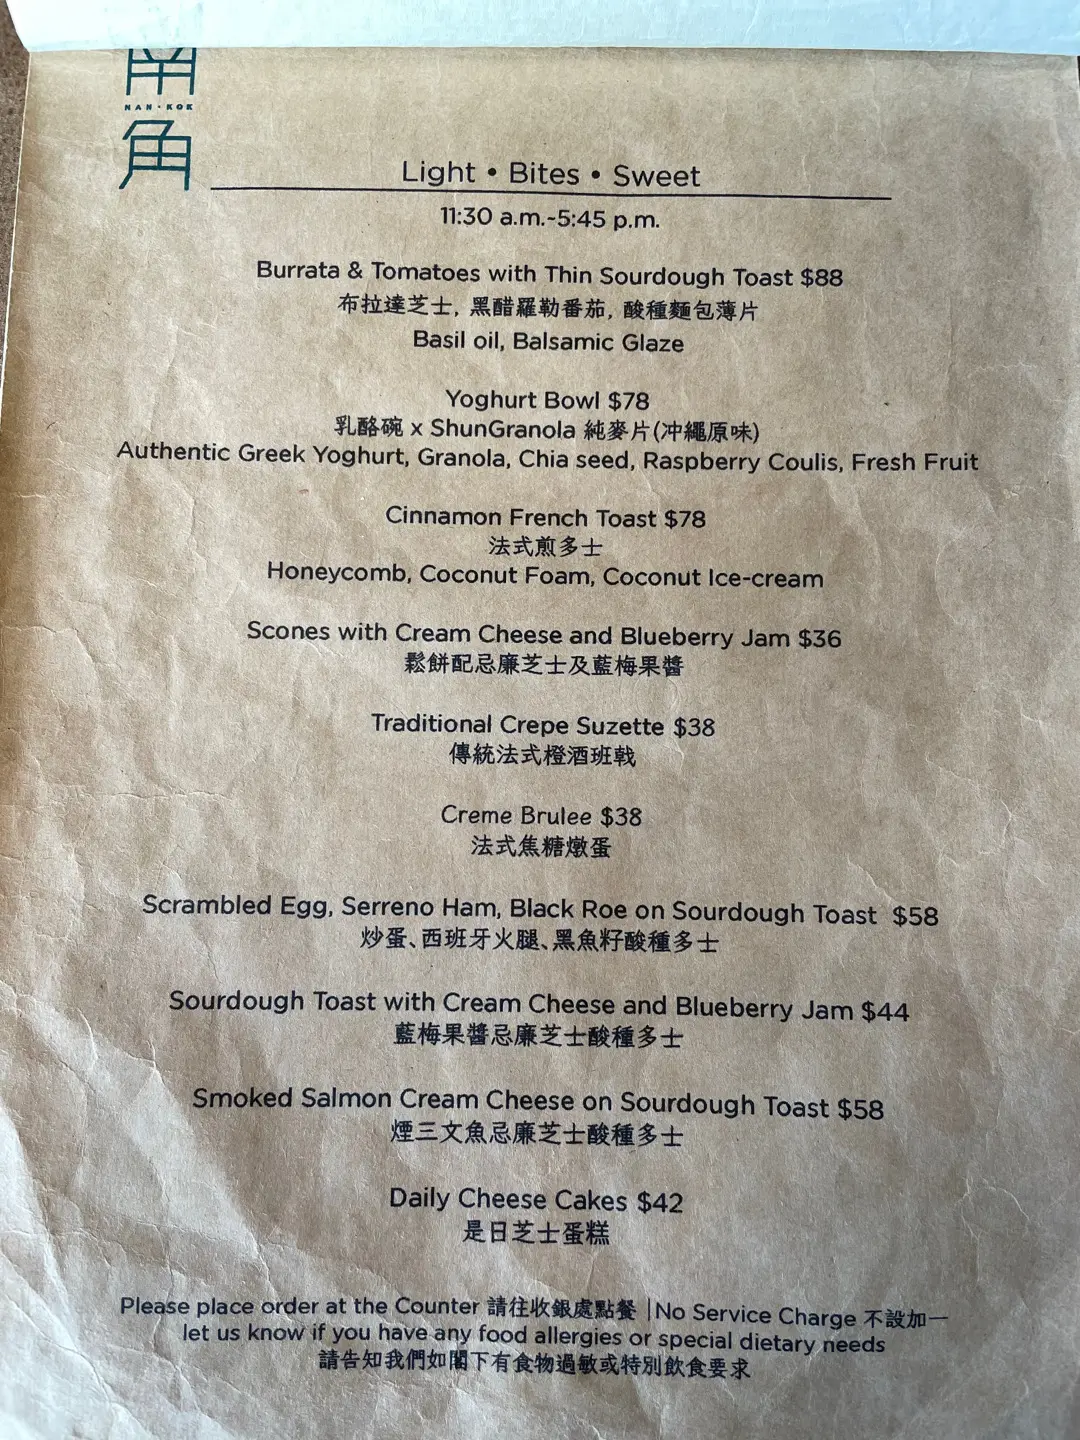 南
NAN·KOK
角
Light • Bites • Sweet
11:30 a.m.-5:45 p.m.
Burrata & Tomatoes with Thin Sourdough Toast $88
布拉達芝士, 黑醋羅勒番茄, 酸種麵包薄片
Basil oil, Balsamic Glaze
Yoghurt Bowl $78
乳酪碗 x ShunGranola 純麥片(沖繩原味)
Authentic Greek Yoghurt, Granola, Chia seed, Raspberry Coulis, Fresh Fruit
Cinnamon French Toast $78
法式煎多士
Honeycomb, Coconut Foam, Coconut Ice-cream
Scones with Cream Cheese and Blueberry Jam $36
鬆餅配忌廉芝士及藍梅果醬
Traditional Crepe Suzette $38
傳統法式橙酒班戟
Creme Brulee $38
法式焦糖燉蛋
Scrambled Egg, Serreno Ham, Black Roe on Sourdough Toast $58
炒蛋、西班牙火腿、黑魚籽酸種多士
Sourdough Toast with Cream Cheese and Blueberry Jam $44
藍梅果醬忌廉芝士酸種多士
Smoked Salmon Cream Cheese on Sourdough Toast $58
煙三文魚忌廉芝士酸種多士
Daily Cheese Cakes $42
是日芝士蛋糕
Please place order at the Counter 請往收銀處點餐 |No Service Charge 不設加一
let us know if you have any food allergies or special dietary needs
請告知我們如閣下有食物過敏或特別飲食要求